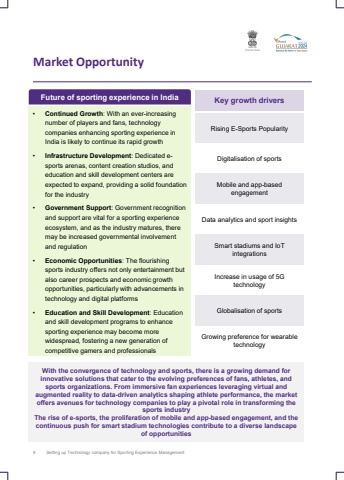 GUJARAT
Market Opportunity
Future of sporting experience in India
• Continued Growth: With an ever-increasing
number of players and fans, technology
companies enhancing sporting experience in
India is likely to continue its rapid growth
• Infrastructure Development: Dedicated e-
sports arenas, content creation studios, and
education and skill development centers are
expected to expand, providing a solid foundation
for the industry
• Government Support: Government recognition
and support are vital for a sporting experience
ecosystem, and as the industry matures, there
may be increased governmental involvement
and regulation
• Economic Opportunities: The flourishing
sports industry offers not only entertainment but
also career prospects and economic growth
opportunities, particularly with advancements in
technology and digital platforms
• Education and Skill Development: Education
and skill development programs to enhance
sporting experience may become more
widespread, fostering a new generation of
competitive gamers and professionals
Key growth drivers
Rising E-Sports Popularity
Digitalisation of sports
Mobile and app-based
engagement
Data analytics and sport insights
Smart stadiums and IoT
integrations
Increase in usage of 5G
technology
Globalisation of sports
Growing preference for wearable
technology
With the convergence of technology and sports, there is a growing demand for
innovative solutions that cater to the evolving preferences of fans, athletes, and
sports organizations. From immersive fan experiences leveraging virtual and
augmented reality to data-driven analytics shaping athlete performance, the market
offers avenues for technology companies to play a pivotal role in transforming the
sports industry
The rise of e-sports, the proliferation of mobile and app-based engagement, and the
continuous push for smart stadium technologies contribute to a diverse landscape
of opportunities
Setting up Technology company for Sporting Experience Management